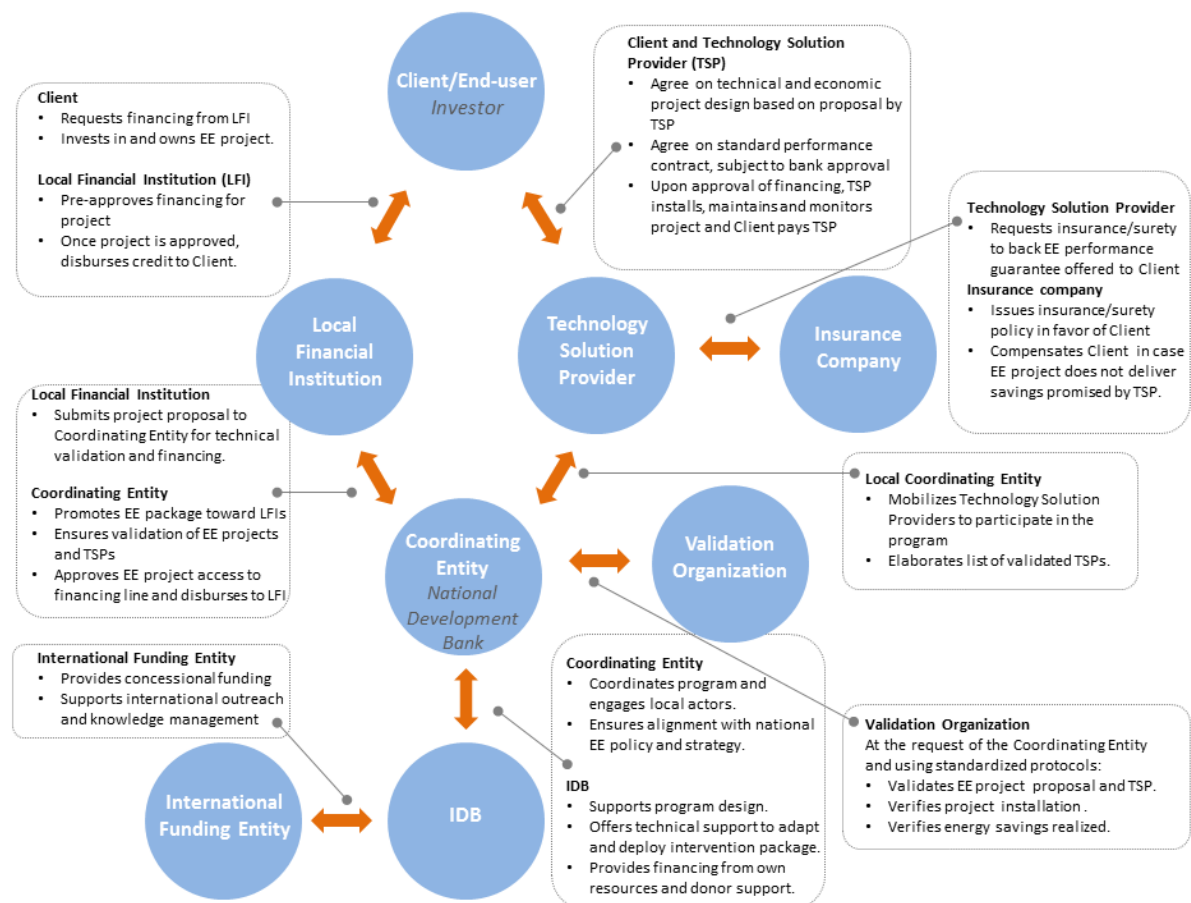 Client/End-user
Investor
Client
• Requests financing from LFI
• Invests in and owns EE project.
Local Financial Institution (LFI)
• Pre-approves financing for
project
• Once project is approved,
disburses credit to Client.
Client and Technology Solution
Provider (TSP)
• Agree on technical and economic
project design based on proposal by
TSP
• Agree on standard performance
contract, subject to bank approval
• Upon approval of financing, TSP
installs, maintains and monitors
project and Client pays TSP
Technology Solution Provider
• Requests insurance/surety
to back EE performance
guarantee offered to Client
Insurance company
• Issues insurance/surety
policy in favor of Client
• Compensates Client in case
EE project does not deliver
savings promised by TSP.
Local
Financial
Institution
Technology
Solution
Provider
Insurance
Company
Local Financial Institution
• Submits project proposal to
Coordinating Entity for technical
validation and financing.
Coordinating Entity
• Promotes EE package toward LFIs
• Ensures validation of EE projects
and TSPs
• Approves EE project access to
financing line and disburses to LFI
Local Coordinating Entity
• Mobilizes Technology Solution
Providers to participate in the
program
• Elaborates list of validated TSPs.
Coordinating
Entity
National
Development
Bank
Validation
Organization
International Funding Entity
• Provides concessional funding
• Supports international outreach
and knowledge management
Coordinating Entity
• Coordinates program and
engages local actors.
• Ensures alignment with national
EE policy and strategy.
IDB
• Supports program design.
• Offers technical support to adapt
and deploy intervention package.
• Provides financing from own
resources and donor support.
Validation Organization
At the request of the Coordinating Entity
and using standardized protocols:
• Validates EE project proposal and TSP.
• Verifies project installation .
• Verifies energy savings realized.
International
Funding Entity
IDB